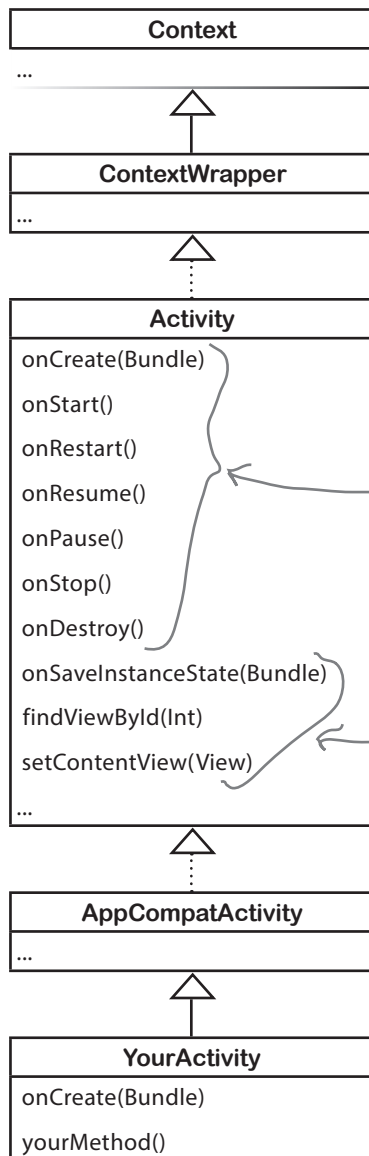 Context
...
ContextWrapper
...
Activity
onCreate(Bundle)
onStart()
onRestart()
onResume()
onPause()
onStop()
onDestroy()
onSaveInstanceState(Bundle)
findViewById(Int)
setContentView(View)
...
AppCompatActivity
...
YourActivity
onCreate(Bundle)
yourMethod()